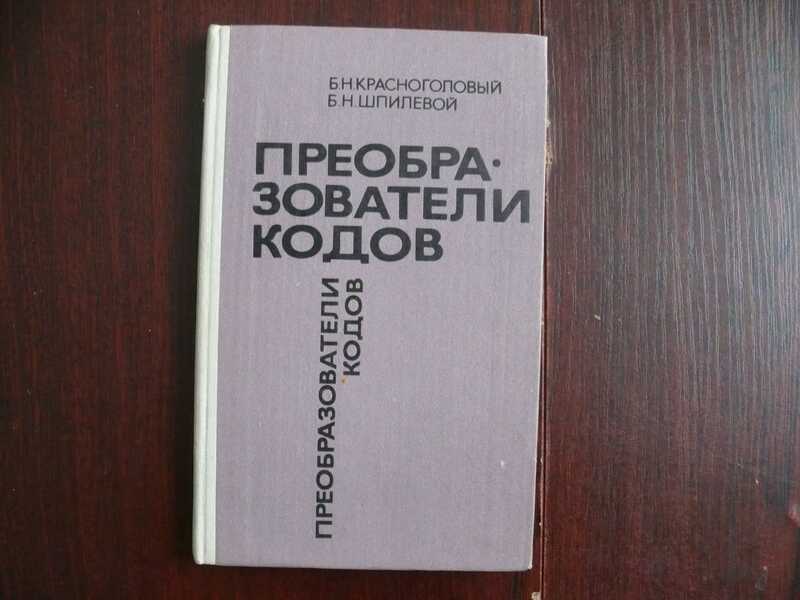 Б.Н.КРАСНОГОЛОВЫЙ
Б.Н.ШПИЛЕВОЙ
ПРЕОБРА-
ЗОВАТЕЛИ
КОДОВ
ПРЕОБРАЗОВАТЕЛИ
КОДОВ